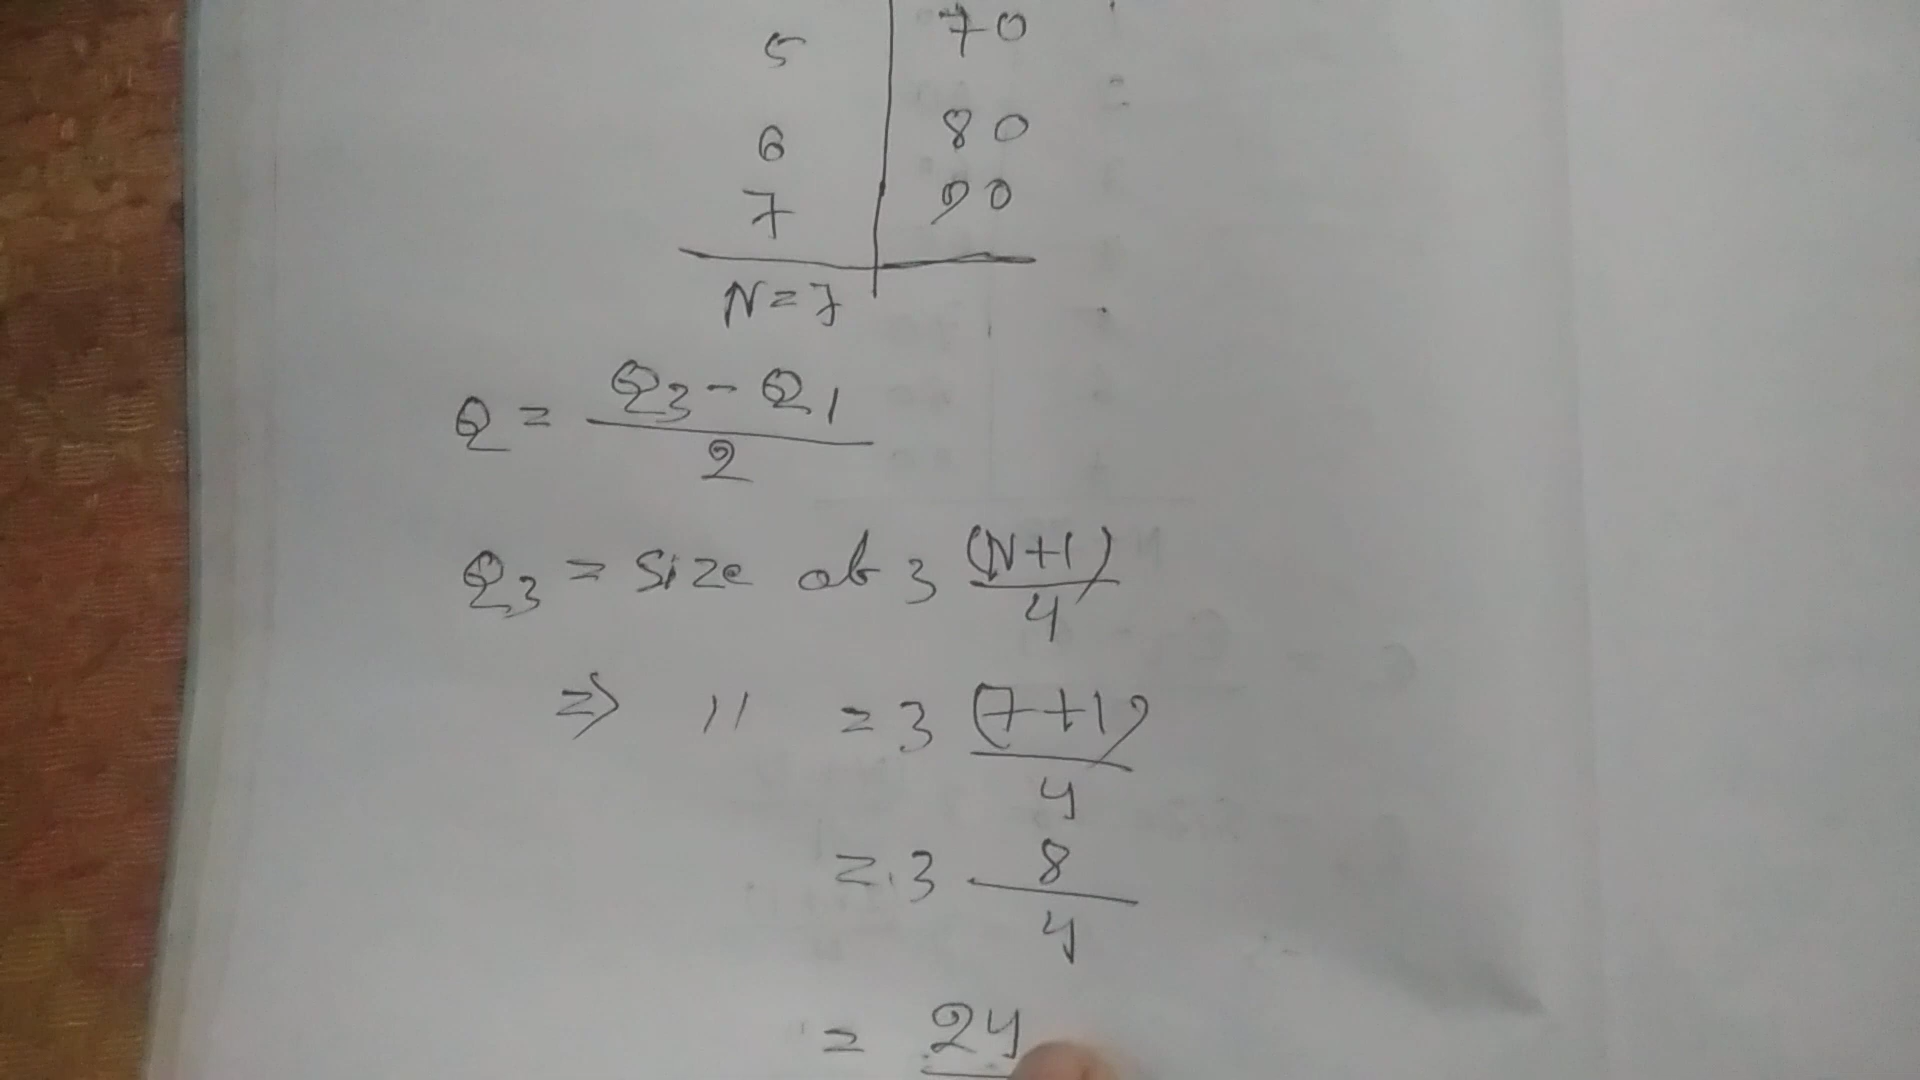 5 70
6 80
7 90
N = 7
Q = Q3 - Q1 / 2
Q3 = Size of 3 (N+1) / 4
⇒ " = 3 (7+1) / 4
= 3 8 / 4
= 24